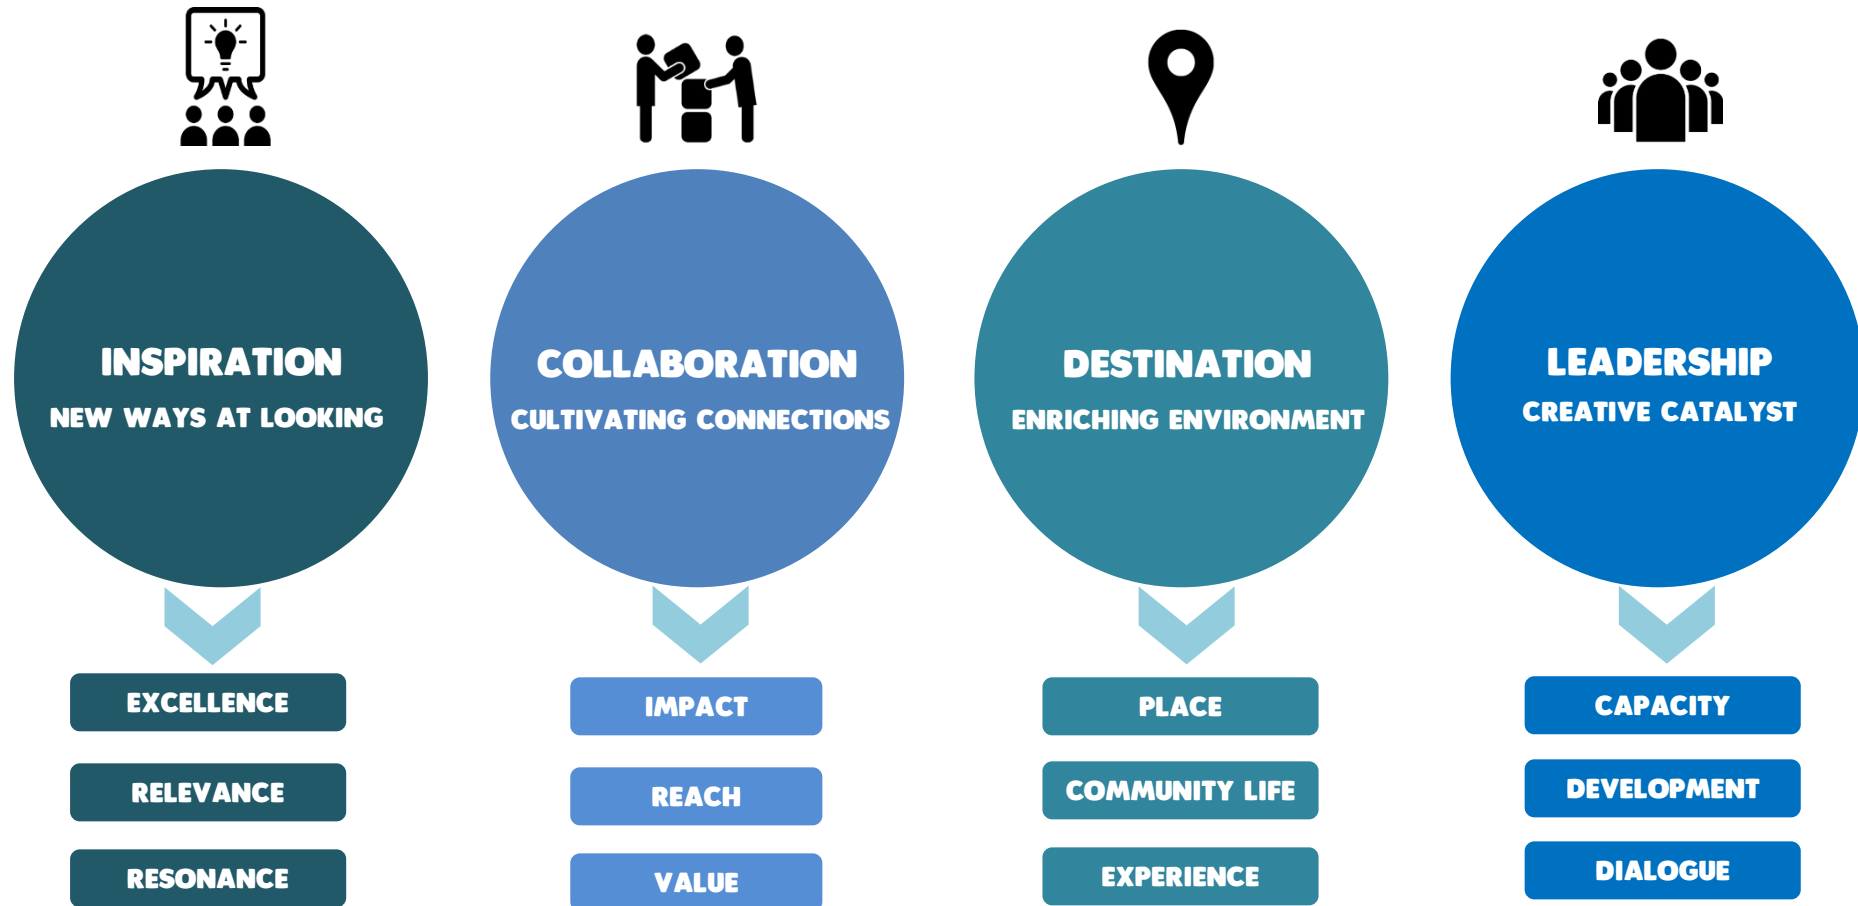 INSPIRATION
NEW WAYS AT LOOKING
EXCELLENCE
RELEVANCE
RESONANCE
COLLABORATION
CULTIVATING CONNECTIONS
IMPACT
REACH
VALUE
DESTINATION
ENRICHING ENVIRONMENT
PLACE
COMMUNITY LIFE
EXPERIENCE
LEADERSHIP
CREATIVE CATALYST
CAPACITY
DEVELOPMENT
DIALOGUE